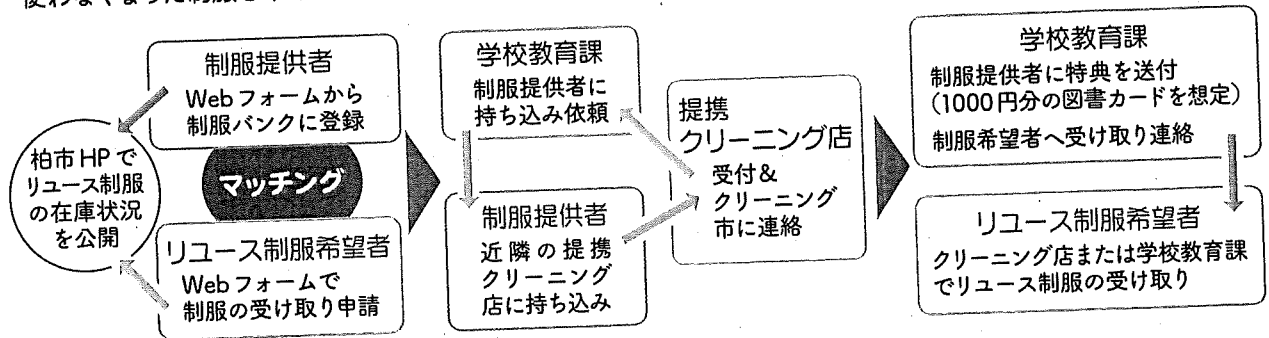 制服提供者
Webフォームから
制服バンクに登録
柏市HPで
リユース制服
の在庫状況
を公開
マッチング
リユース制服希望者
Webフォームで
制服の受け取り申請
学校教育課
制服提供者に
持ち込み依頼
制服提供者
近隣の提携
クリーニング
店に持ち込み
提携
クリーニング店
受付＆
クリーニング
市に連絡
学校教育課
制服提供者に特典を送付
(1000円分の図書カードを想定)
制服希望者へ受け取り連絡
リユース制服希望者
クリーニング店または学校教育課
でリユース制服の受け取り